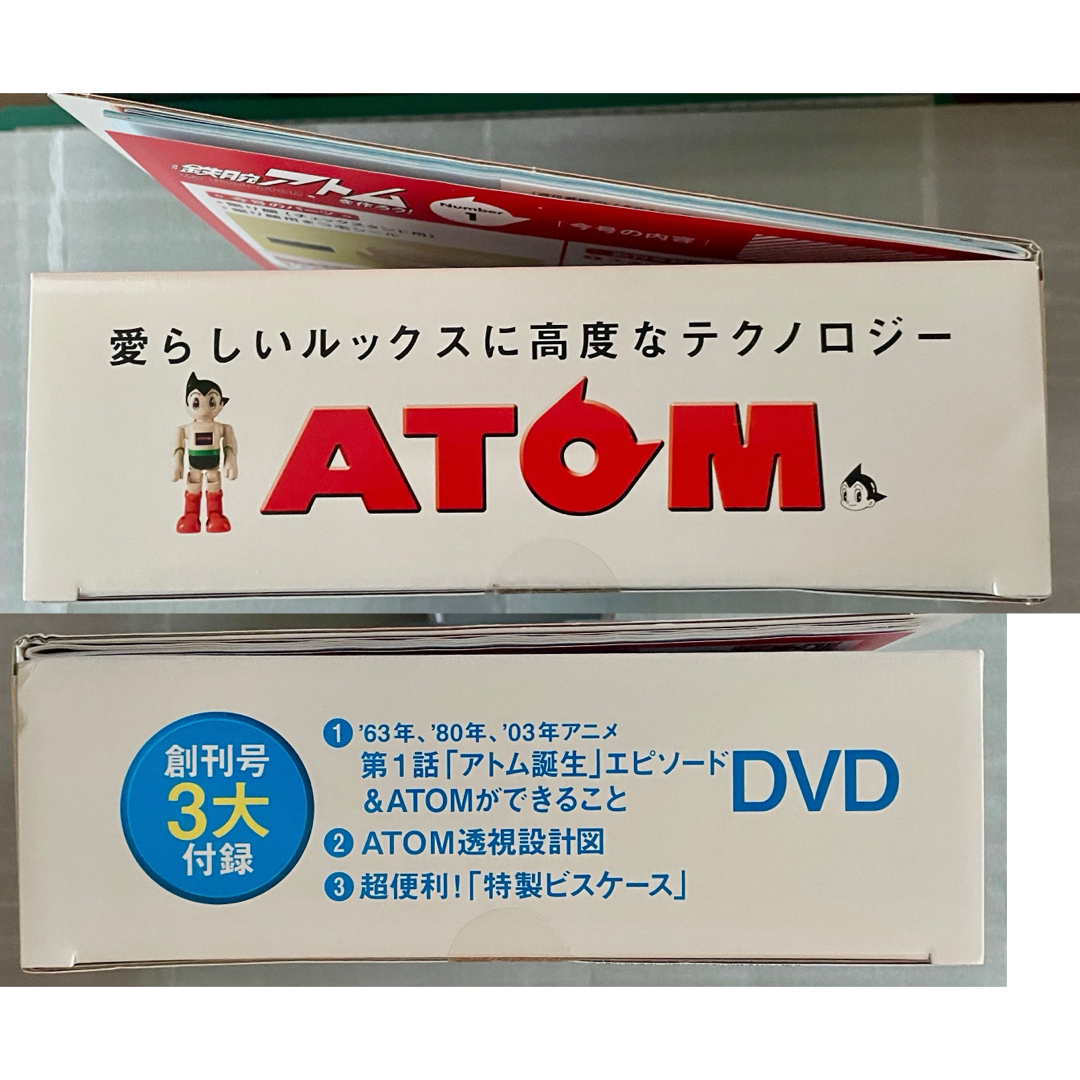 鉄腕アトム
を作ろう!
Number
1
今号の内容
愛らしいルックスに高度なテクノロジー
ATOM
創刊号
3大
付録
1 '63年、'80年、'03年アニメ
第1話「アトム誕生」エピソード
&ATOMができること
DVD
2 ATOM透視設計図
3 超便利!「特製ビスケース」